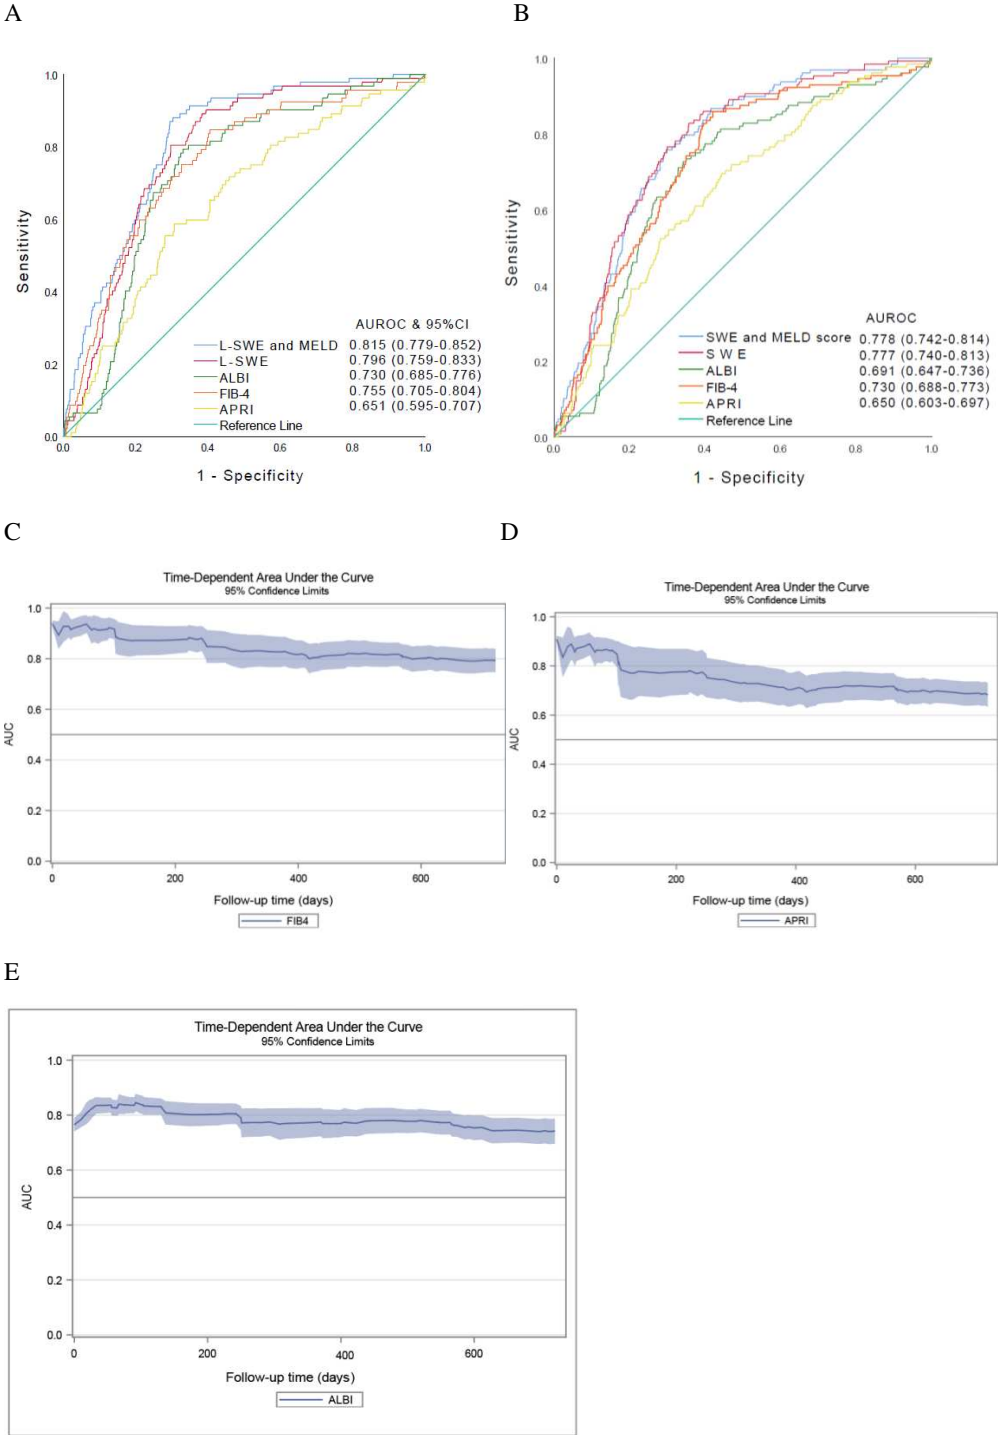 A
B
1.0
0.8
0.6
0.4
0.2
0.0
Sensitivity
AUROC & 95%CI
L-SWE and MELD 0.815 (0.779-0.852)
L-SWE 0.796 (0.759-0.833)
ALBI 0.730 (0.685-0.776)
FIB-4 0.755 (0.705-0.804)
APRI 0.651 (0.595-0.707)
Reference Line
0.0 0.2 0.4 0.6 0.8 1.0
1 - Specificity
1.0
0.8
0.6
0.4
0.2
0.0
Sensitivity
AUROC
SWE and MELD score 0.778 (0.742-0.814)
S W E 0.777 (0.740-0.813)
ALBI 0.691 (0.647-0.736)
FIB-4 0.730 (0.688-0.773)
APRI 0.650 (0.603-0.697)
Reference Line
0.0 0.2 0.4 0.6 0.8 1.0
1 - Specificity
C
D
Time-Dependent Area Under the Curve
95% Confidence Limits
1.0
0.8
0.6
0.4
0.2
0.0
AUC
0 200 400 600
Follow-up time (days)
FIB4
Time-Dependent Area Under the Curve
95% Confidence Limits
1.0
0.8
0.6
0.4
0.2
0.0
AUC
0 200 400 600
Follow-up time (days)
APRI
E
Time-Dependent Area Under the Curve
95% Confidence Limits
1.0
0.8
0.6
0.4
0.2
0.0
AUC
0 200 400 600
Follow-up time (days)
ALBI